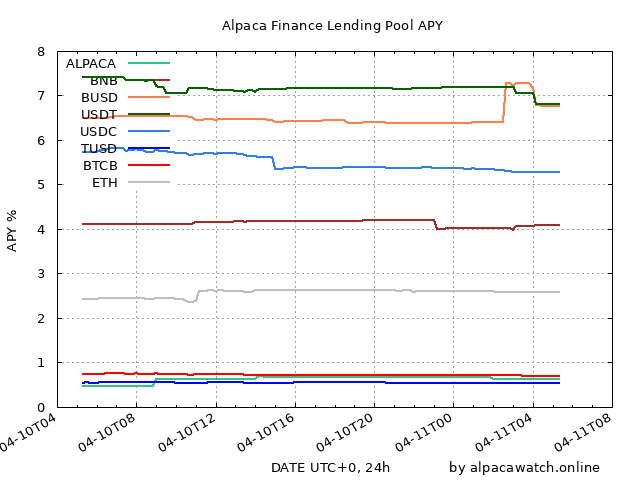 Alpaca Finance Lending Pool APY
8
7
6
5
4
3
2
1
0
APY %
ALPACA
BNB
BUSD
USDT
USDC
TUSD
BTCB
ETH
04-10T04
04-10T08
04-10T12
04-10T16
04-10T20
04-11T00
04-11T04
04-11T08
DATE UTC+0, 24h
by alpacawatch.online